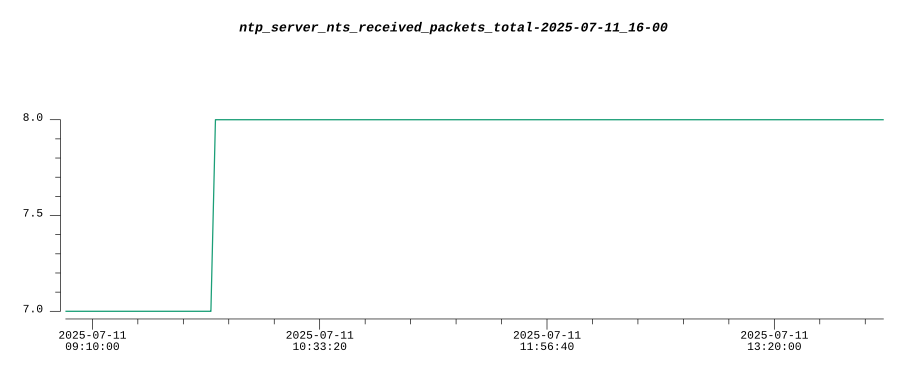 ntp_server_nts_received_packets_total-2025-07-11_16-00
8.0
7.5
7.0
2025-07-11 2025-07-11 2025-07-11 2025-07-11
09:10:00 10:33:20 11:56:40 13:20:00